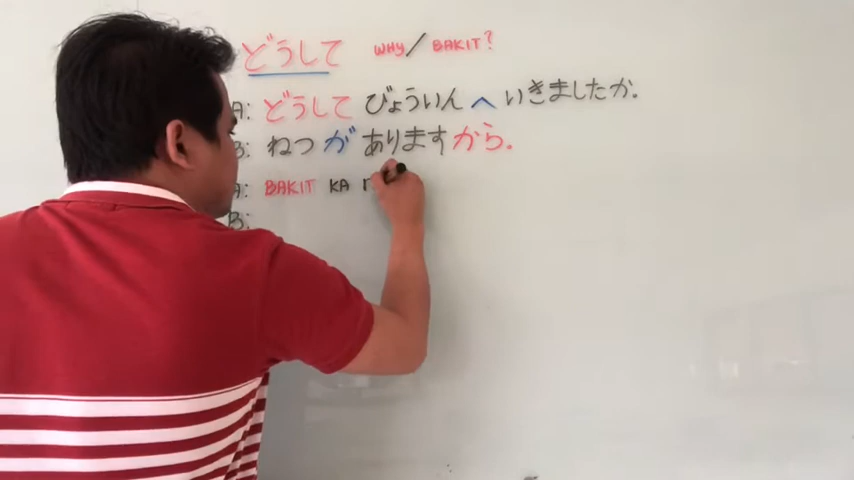 どうして WHY/BAKIT?
A: どうして びょういん へ いきましたか.
B: ねつ が ありますから.
A: BAKIT KA
B: